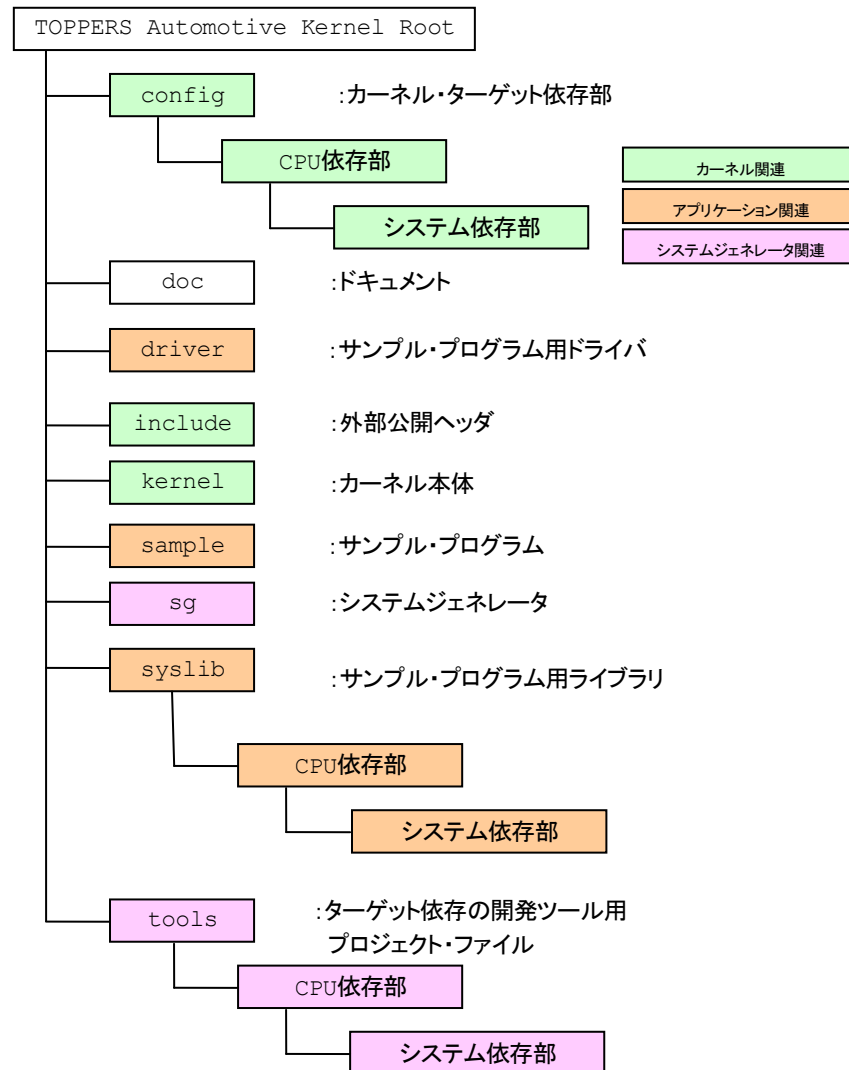 TOPPERS Automotive Kernel Root
config :カーネル・ターゲット依存部
CPU依存部
システム依存部
カーネル関連
アプリケーション関連
システムジェネレータ関連
doc :ドキュメント
driver :サンプル・プログラム用ドライバ
include :外部公開ヘッダ
kernel :カーネル本体
sample :サンプル・プログラム
sg :システムジェネレータ
syslib :サンプル・プログラム用ライブラリ
CPU依存部
システム依存部
tools :ターゲット依存の開発ツール用
プロジェクト・ファイル
CPU依存部
システム依存部